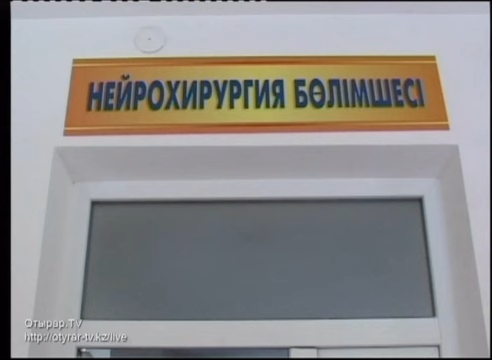 НЕЙРОХИРУРГИЯ БӨЛІМШЕСІ
Отырар.TV
http://otyrar-tv.kz/live